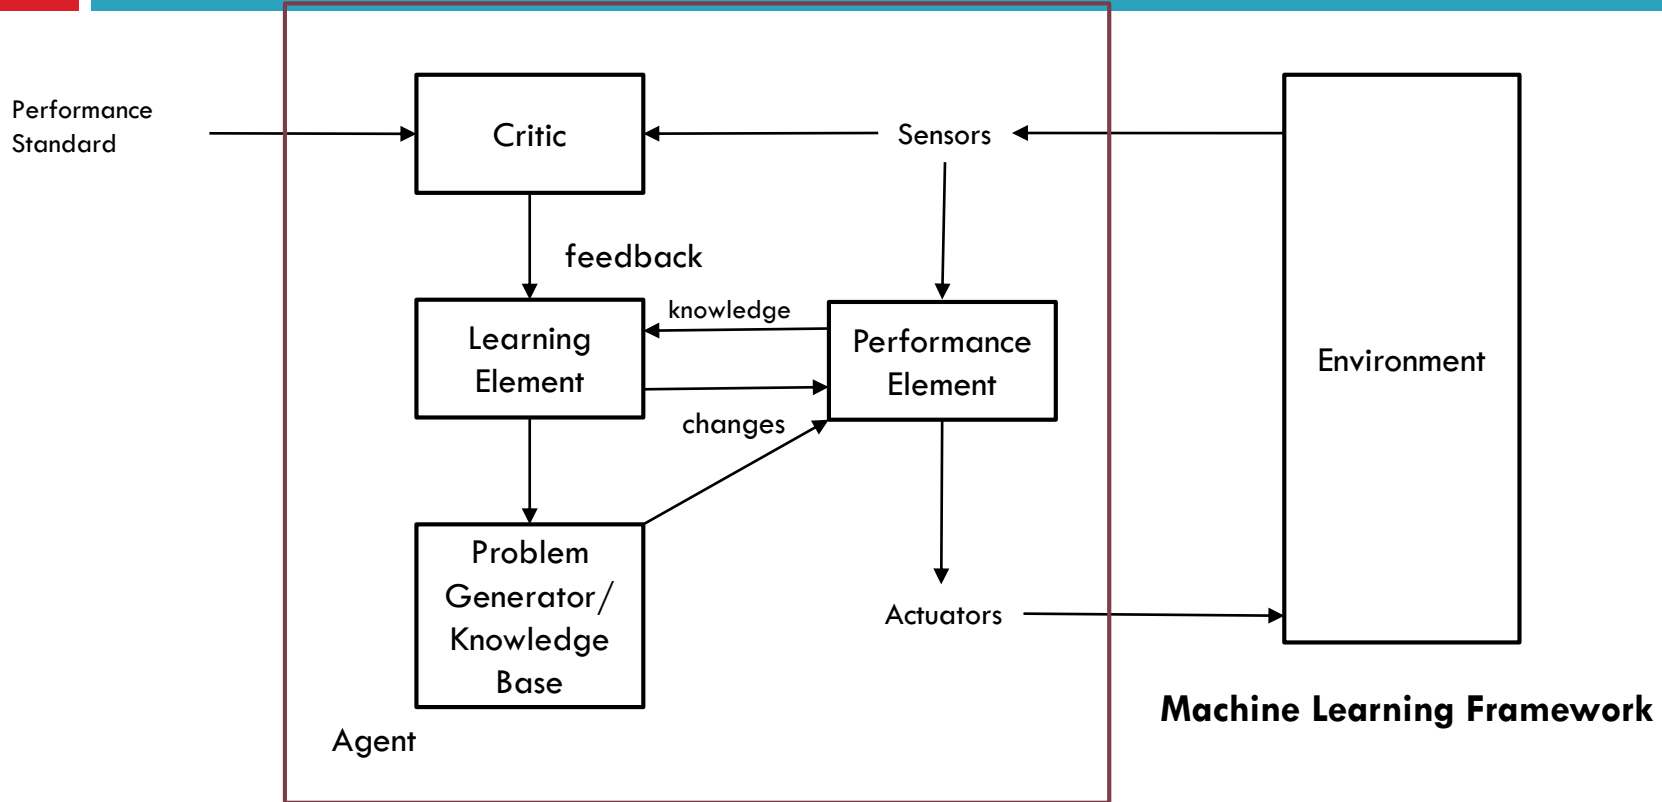 Performance
Standard
Critic
Sensors
feedback
knowledge
Learning
Element
Performance
Element
Environment
changes
Problem
Generator/
Knowledge
Base
Actuators
Machine Learning Framework
Agent